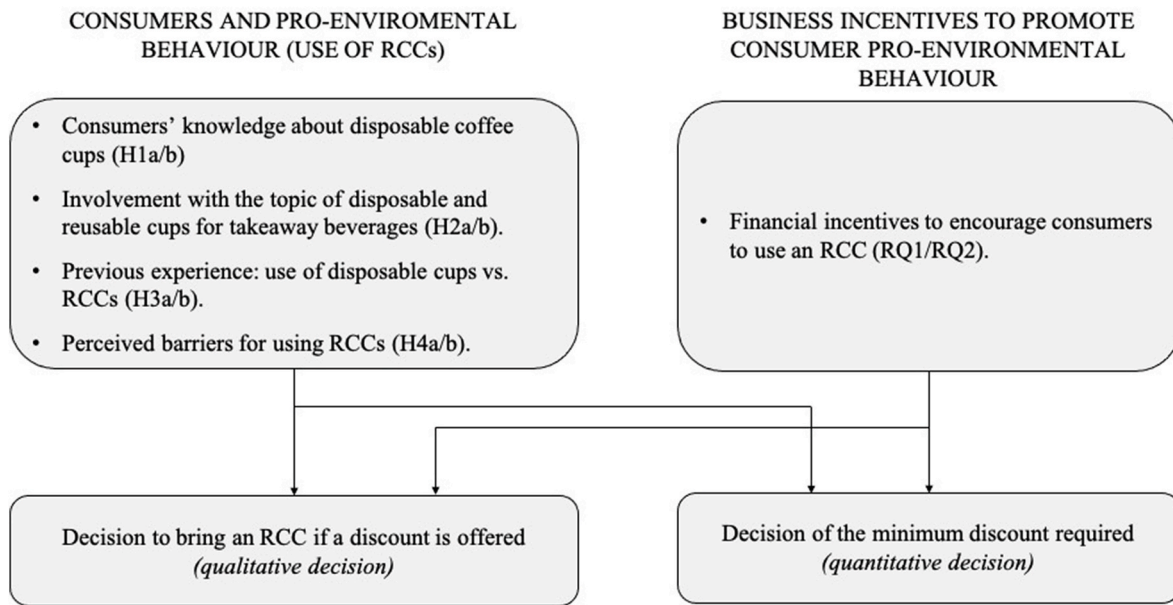 CONSUMERS AND PRO-ENVIROMENTAL
BEHAVIOUR (USE OF RCCs)
• Consumers’ knowledge about disposable coffee
cups (H1a/b)
• Involvement with the topic of disposable and
reusable cups for takeaway beverages (H2a/b).
• Previous experience: use of disposable cups vs.
RCCs (H3a/b).
• Perceived barriers for using RCCs (H4a/b).
BUSINESS INCENTIVES TO PROMOTE
CONSUMER PRO-ENVIRONMENTAL
BEHAVIOUR
• Financial incentives to encourage consumers
to use an RCC (RQ1/RQ2).
Decision to bring an RCC if a discount is offered
(qualitative decision)
Decision of the minimum discount required
(quantitative decision)